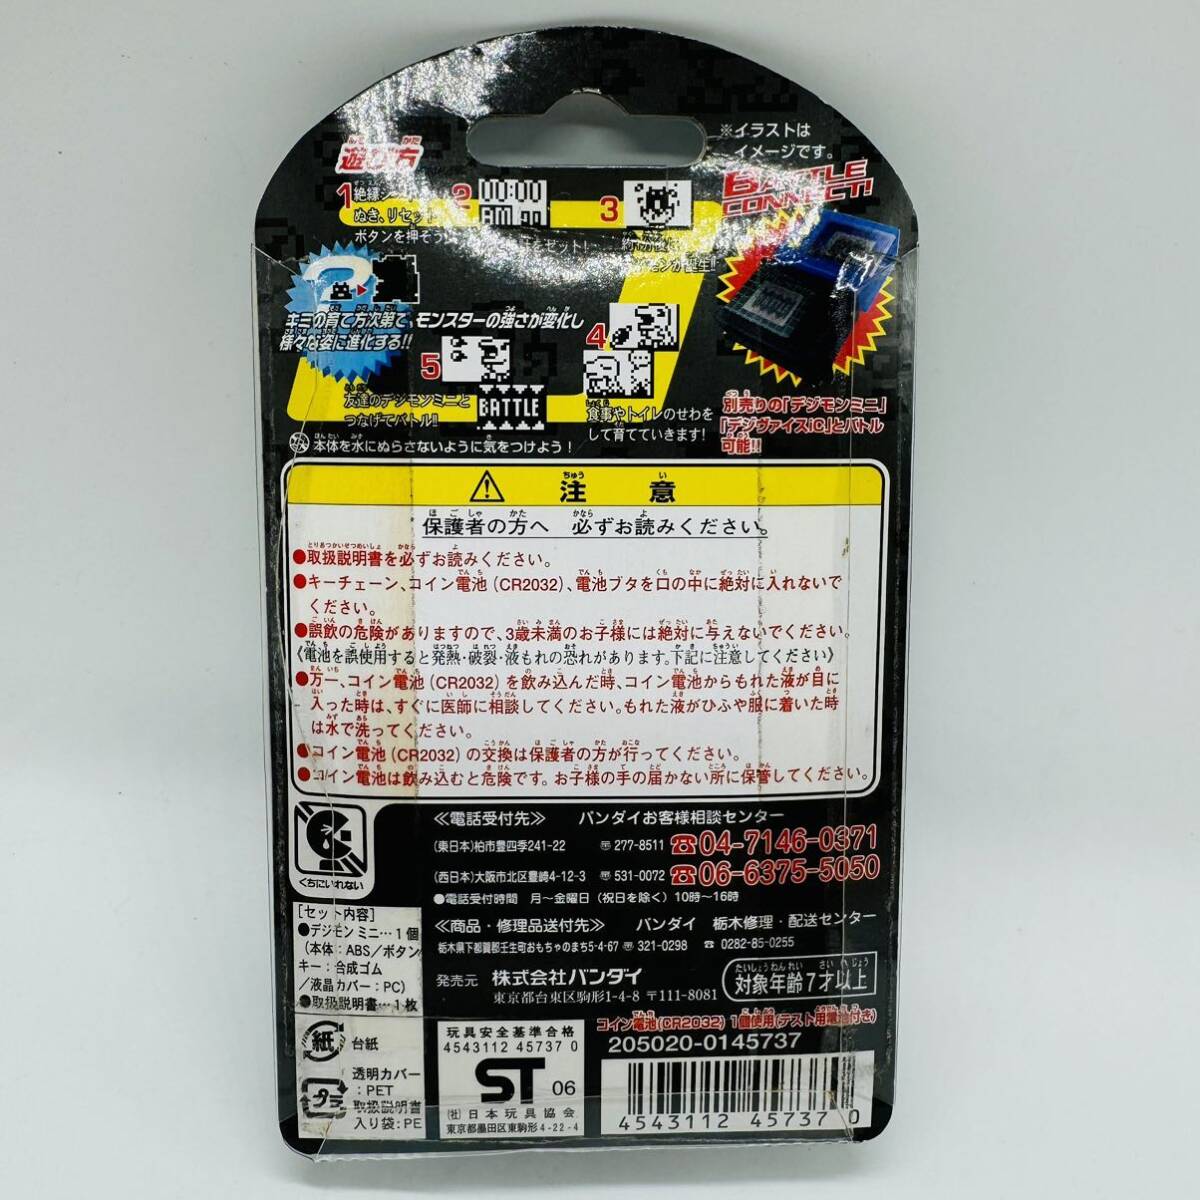 遊び方
※イラストは
イメージです。
BATTLE
CONNECT!
1
絶縁シ
ぬき、リセット
ボタンを押そう
2
00:00
AM
をセット!
3
キミの育て方次第で、モンスターの強さが変化し
様々な姿に進化する!!
4
食事やトイレのせわを
して育てていきます!
5
BATTLE
友達のデジモンミニと
つなげてバトル!!
別売りの「デジモンミニ」
「デジヴァイスiC」とバトル
可能!!
本体を水にぬらさないように気をつけよう!
注意
保護者の方へ 必ずお読みください。
●取扱説明書を必ずお読みください。
●キーチェーン、コイン電池(CR2032)、電池ブタを口の中に絶対に入れないで
ください。
●誤飲の危険がありますので、3歳未満のお子様には絶対に与えないでください。
《電池を誤使用すると発熱・破裂・液もれの恐れがあります。下記に注意してください》
●万一、コイン電池(CR2032)を飲み込んだ時、コイン電池からもれた液が目に
入った時は、すぐに医師に相談してください。もれた液がひふや服に着いた時
は水で洗ってください。
●コイン電池(CR2032)の交換は保護者の方が行ってください。
●コイン電池は飲み込むと危険です。お子様の手の届かない所に保管してください。
くちにいれない
≪電話受付先≫ バンダイお客様相談センター
(東日本)柏市豊四季241-22 〠277-8511 ☎04-7146-0371
(西日本)大阪市北区豊崎4-12-3 〠531-0072 ☎06-6375-5050
●電話受付時間 月～金曜日(祝日を除く)10時～16時
≪商品・修理品送付先≫ バンダイ 栃木修理・配送センター
栃木県下都賀郡壬生町おもちゃのまち5-4-67 〠321-0298 ☎0282-85-0255
発売元 株式会社バンダイ
東京都台東区駒形1-4-8 〒111-8081
対象年齢7才以上
[セット内容]
●デジモンミニ…1個
(本体:ABS/ボタン
キー:合成ゴム
/液晶カバー:PC)
●取扱説明書…1枚
紙
台紙
プラ
透明カバー
:PET
取扱説明書
入り袋:PE
玩具安全基準合格
4543112 45737 0
ST 06
(社)日本玩具協会
東京都墨田区東駒形4-22-4
コイン電池(CR2032)1個使用(テスト用電池付き)
205020-0145737
4543112 457370